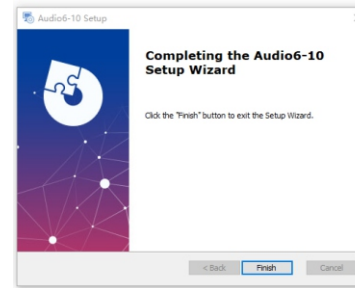 Audio6-10 Setup
Completing the Audio6-10
Setup Wizard
Click the "Finish" button to exit the Setup Wizard.
< Back
Finish
Cancel